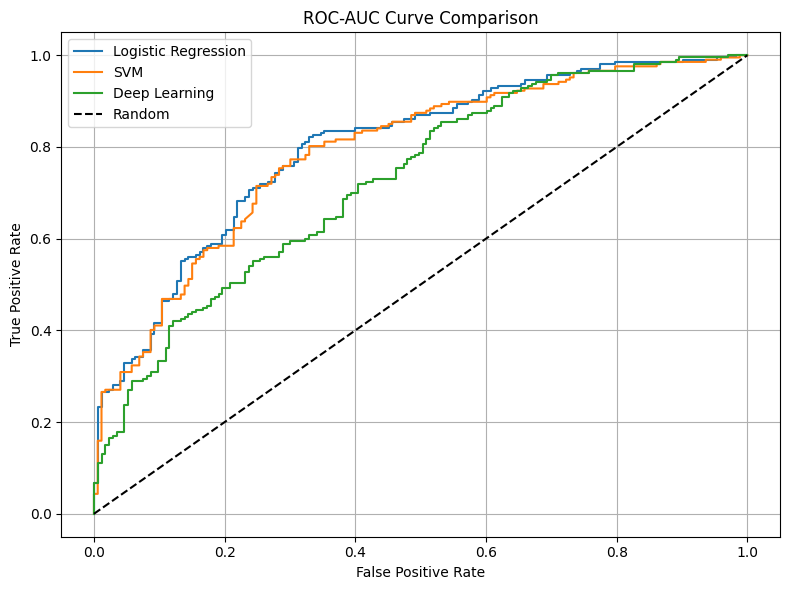 ROC-AUC Curve Comparison
Logistic Regression
SVM
Deep Learning
Random
True Positive Rate
1.0
0.8
0.6
0.4
0.2
0.0
0.0 0.2 0.4 0.6 0.8 1.0
False Positive Rate